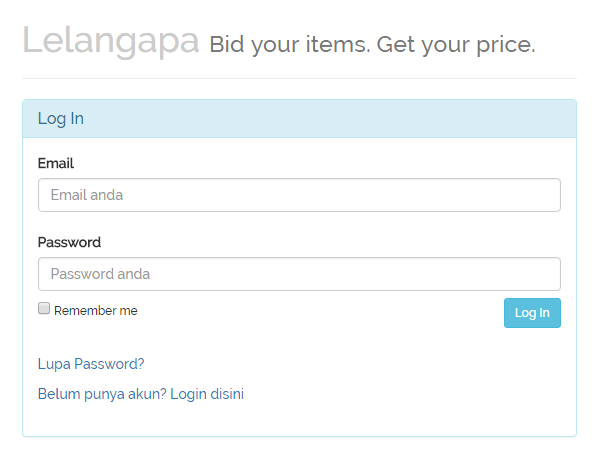 Lelangapa Bid your items. Get your price.
Log In
Email
Email anda
Password
Password anda
Remember me
Log In
Lupa Password?
Belum punya akun? Login disini